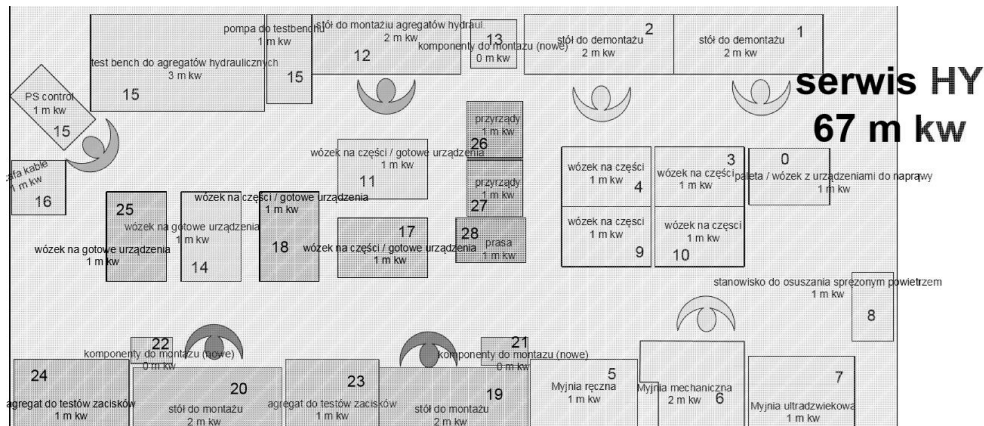 pompa do testbenchu
1 m kw
stół do montażiu agregatów hydraul.
2 m kw
12
13
komponenty do montażu (nowe)
0 m kw
2
stół do demontażu
2 m kw
1
stół do demontażu
2 m kw
test bench do agregatów hydraulicznych
3 m kw
15
15
serwis HY
67 m kw
PS control
1 m kw
15
przyrządy
1 m kw
26
wózek na części / gotowe urządzenia
1 m kw
11
przyrządy
1 m kw
27
wózek na części
1 m kw
4
3
wózek na części
1 m kw
0
paleta / wózek z urządzeniami do naprawy
1 m kw
kable
1 m kw
16
25
wózek na gotowe urządzenia
1 m kw
wózek na gotowe urządzenia
1 m kw
14
wózek na części / gotowe urządzenia
1 m kw
18
17
wózek na części / gotowe urządzenia
1 m kw
28
prasa
1 m kw
wózek na częsci
1 m kw
9
wózek na części
1 m kw
10
stanowisko do osuszania sprężonym powietrzem
1 m kw
8
22
komponenty do montażu (nowe)
0 m kw
21
komponenty do montażu (nowe)
0 m kw
24
agregat do testów zacisków
1 m kw
20
stół do montażu
2 m kw
23
agregat do testów zacisków
1 m kw
19
stół do montażu
2 m kw
5
Myjnia ręczna
1 m kw
Myjnia mechaniczna
2 m kw
6
7
Myjnia ultradzwiekowa
1 m kw